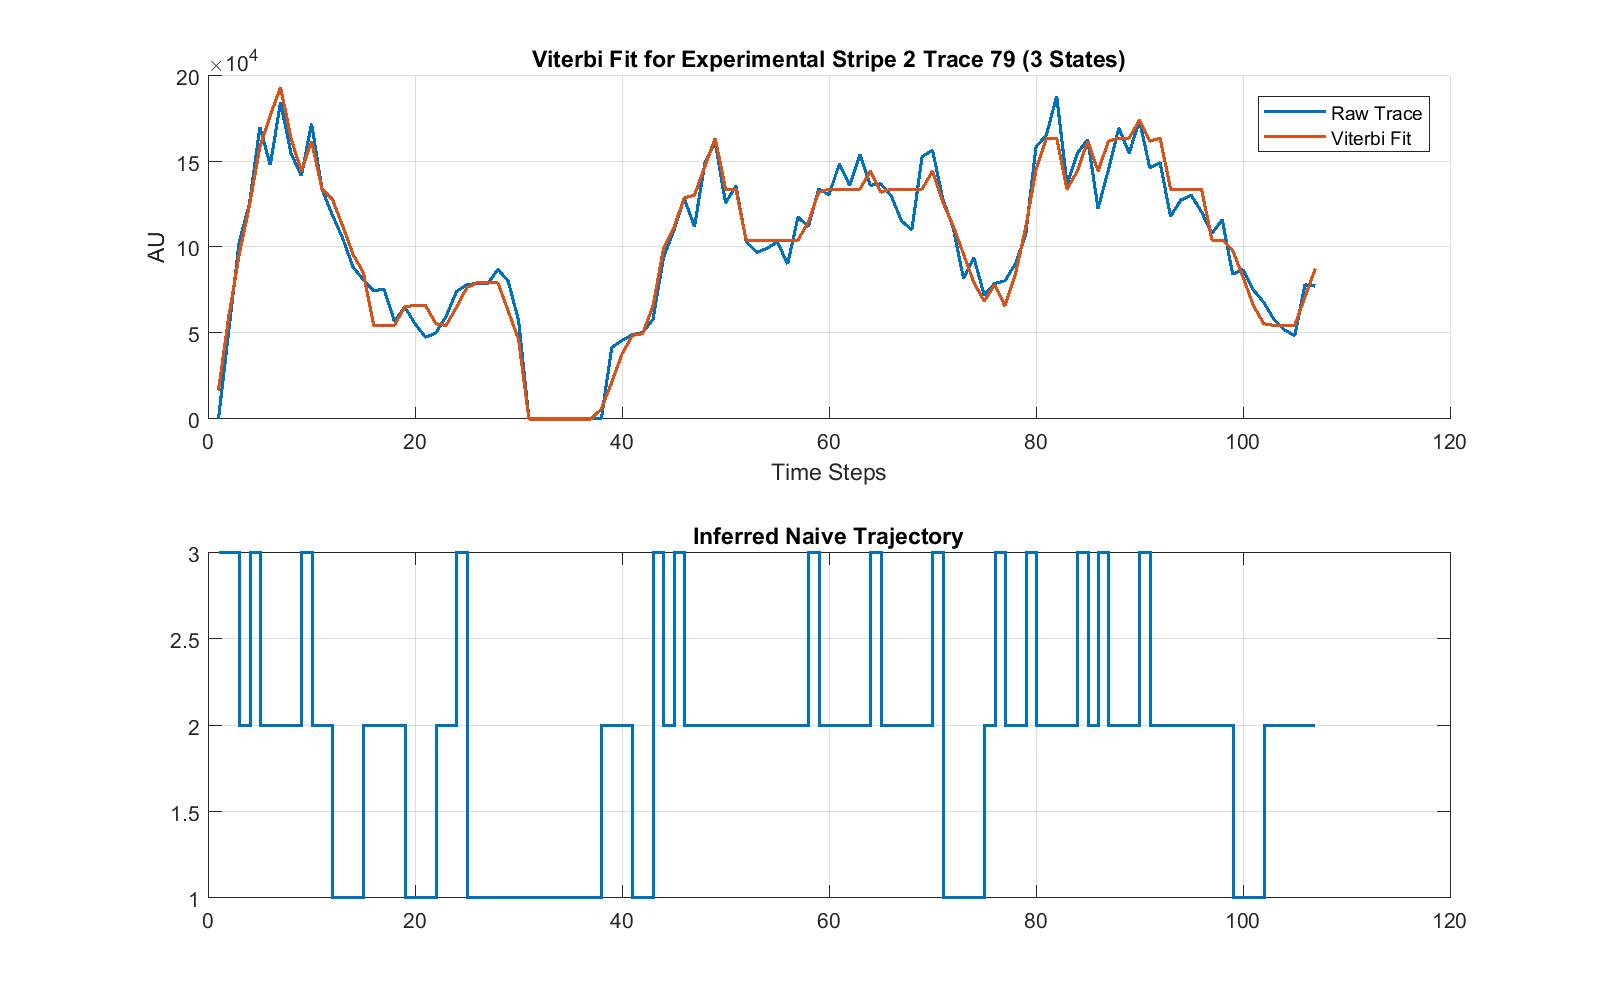 Viterbi Fit for Experimental Stripe 2 Trace 79 (3 States)
×10⁴
20
15
10
5
0
AU
0 20 40 60 80 100 120
Time Steps
Raw Trace
Viterbi Fit
Inferred Naive Trajectory
3
2.5
2
1.5
1
0 20 40 60 80 100 120